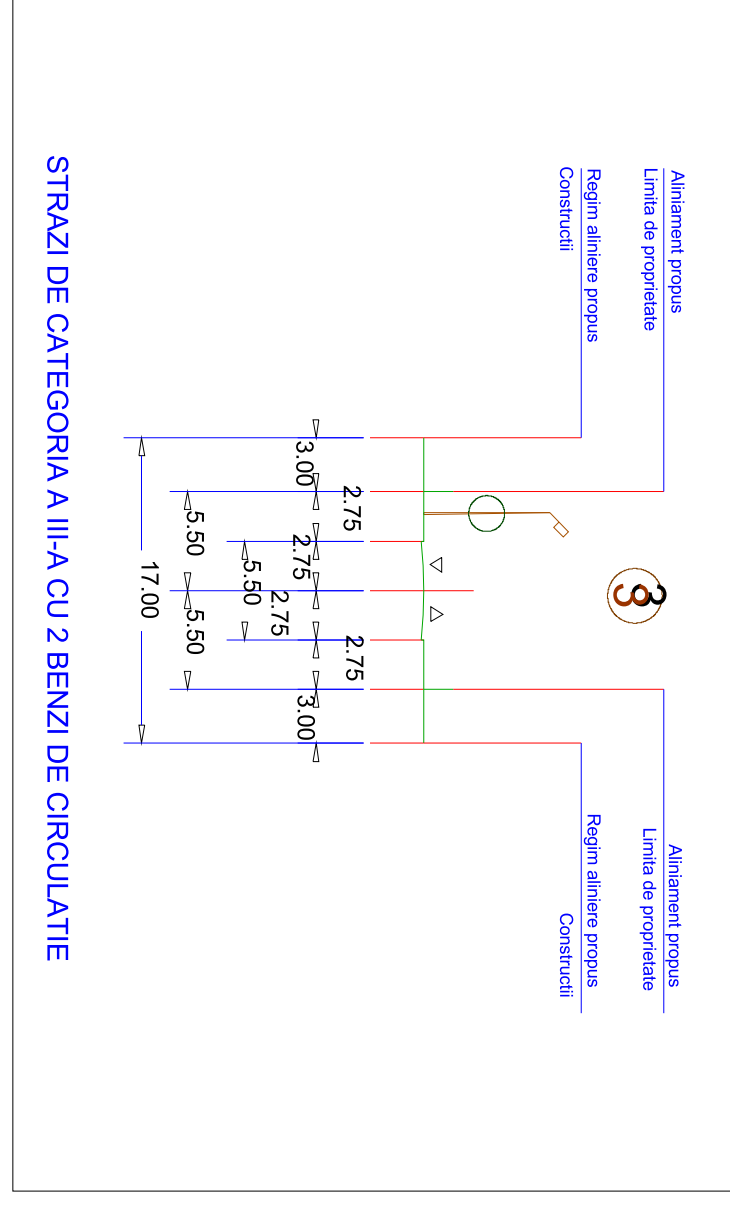 Aliniament propus
Limita de proprietate
Regim aliniere propus
Constructii
Aliniament propus
Limita de proprietate
Regim aliniere propus
Constructii
3
3
2.75
2.75
3.00
2.75
2.75
3.00
5.50
5.50
5.50
17.00
STRAZI DE CATEGORIA A III-A CU 2 BENZI DE CIRCULATIE